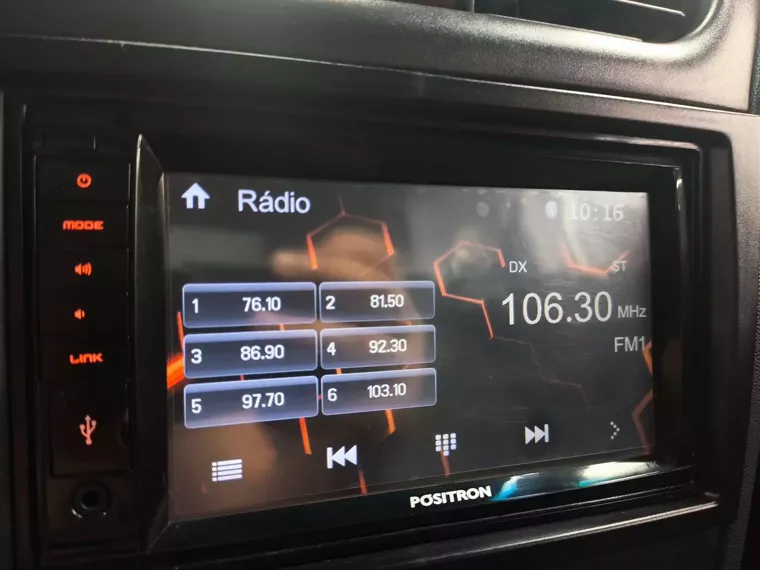 MODE
LINK
Rádio
10:16
1 76.10
2 81.50
3 86.90
4 92.30
5 97.70
6 103.10
DX
ST
106.30 MHz
FM1
POSITRON